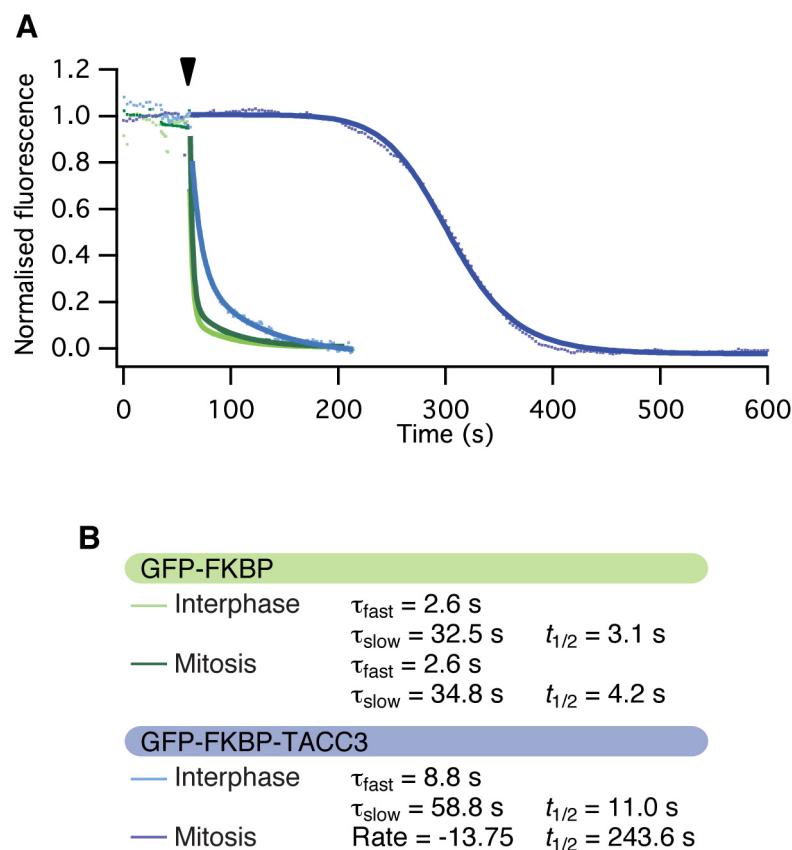 A
Normalised fluorescence
1.2
1.0
0.8
0.6
0.4
0.2
0.0
0 100 200 300 400 500 600
Time (s)
B
GFP-FKBP
Interphase τfast = 2.6 s
τslow = 32.5 s t1/2 = 3.1 s
Mitosis τfast = 2.6 s
τslow = 34.8 s t1/2 = 4.2 s
GFP-FKBP-TACC3
Interphase τfast = 8.8 s
τslow = 58.8 s t1/2 = 11.0 s
Mitosis Rate = -13.75 t1/2 = 243.6 s